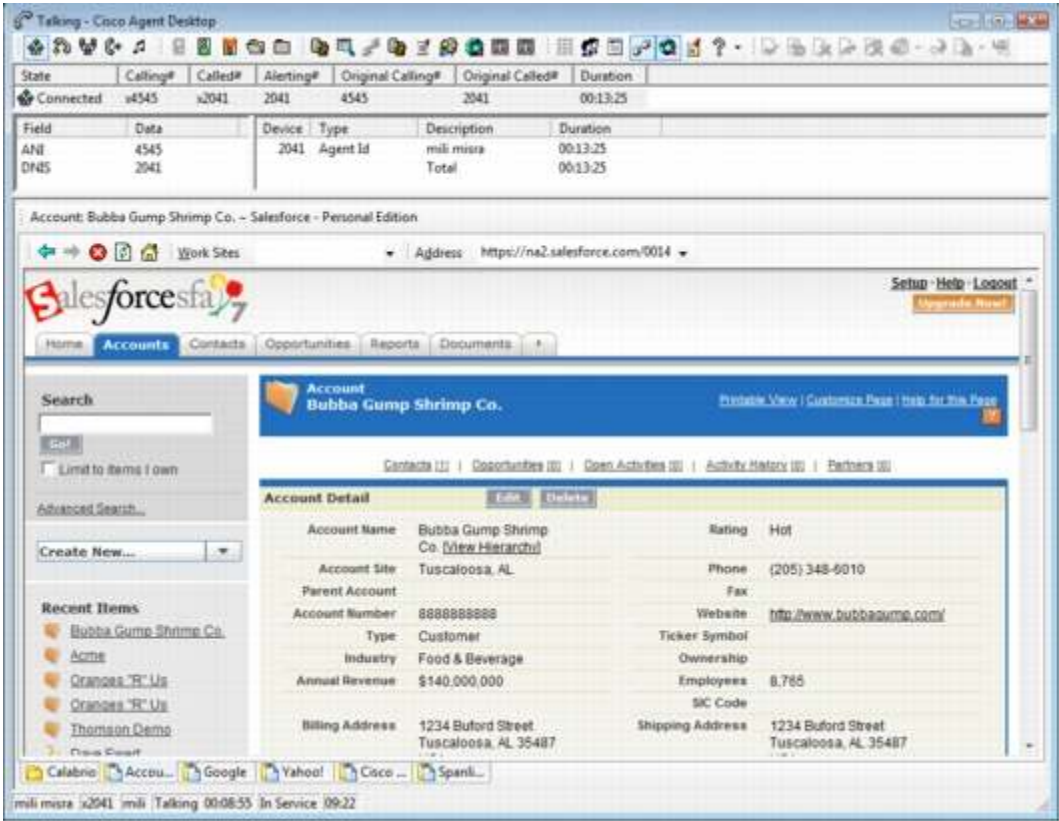 Talking - Cisco Agent Desktop
State Calling# Called# Alerting# Original Calling# Original Called# Duration
Connected x4545 x2041 2041 4545 2041 00:13:25
Field Data Device Type Description Duration
ANI 4545 2041 Agent Id mili misra 00:13:25
DNIS 2041 Total 00:13:25
Account: Bubba Gump Shrimp Co. ~ Salesforce - Personal Edition
Work Sites Address https://na2.salesforce.com/0014
Setup · Help · Logout
Salesforce sfa 7
Upgrade Now!
Home Accounts Contacts Opportunities Reports Documents
Search
Go!
Limit to items I own
Advanced Search...
Create New...
Recent Items
Bubba Gump Shrimp Co.
Acme
Oranges "R" Us
Oranges "R" Us
Thomson Demo
Account
Bubba Gump Shrimp Co.
Printable View | Customize Page | Help for this Page
?
Contacts [1] | Opportunities [0] | Open Activities [0] | Activity History [0] | Partners [0]
Account Detail Edit Delete
Account Name Bubba Gump Shrimp Rating Hot
Co. [View Hierarchy]
Account Site Tuscaloosa, AL Phone (205) 348-6010
Parent Account Fax
Account Number 8888888888 Website http://www.bubbagump.com/
Type Customer Ticker Symbol
Industry Food & Beverage Ownership
Annual Revenue $140,000,000 Employees 8,765
SIC Code
Billing Address 1234 Buford Street Shipping Address 1234 Buford Street
Tuscaloosa, AL 35487 Tuscaloosa, AL 35487
Calabrio Accou... Google Yahoo! Cisco ... Spanli...
mili misra x2041 mili Talking 00:08:55 In Service 09:22